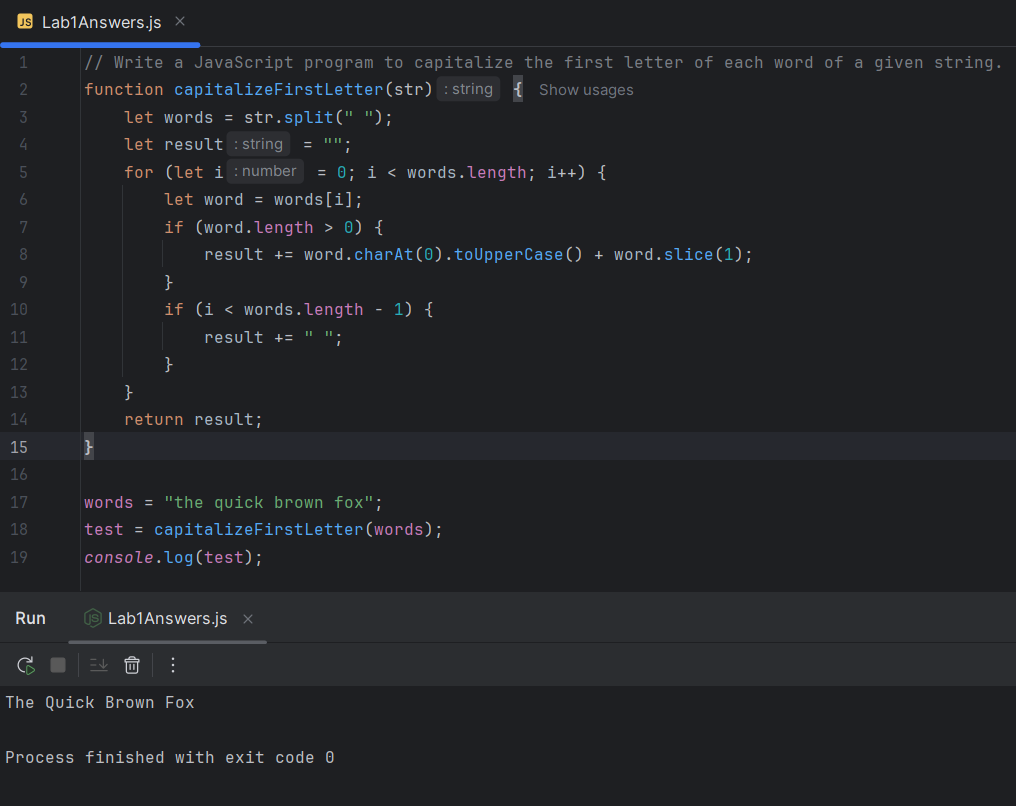 JS Lab1Answers.js ×
1 // Write a JavaScript program to capitalize the first letter of each word of a given string.
2 function capitalizeFirstLetter(str) : string { Show usages
3     let words = str.split(" ");
4     let result : string = "";
5     for (let i : number = 0; i < words.length; i++) {
6         let word = words[i];
7         if (word.length > 0) {
8             result += word.charAt(0).toUpperCase() + word.slice(1);
9         }
10         if (i < words.length - 1) {
11             result += " ";
12         }
13     }
14     return result;
15 }
16
17 words = "the quick brown fox";
18 test = capitalizeFirstLetter(words);
19 console.log(test);
Run JS Lab1Answers.js ×
The Quick Brown Fox
Process finished with exit code 0